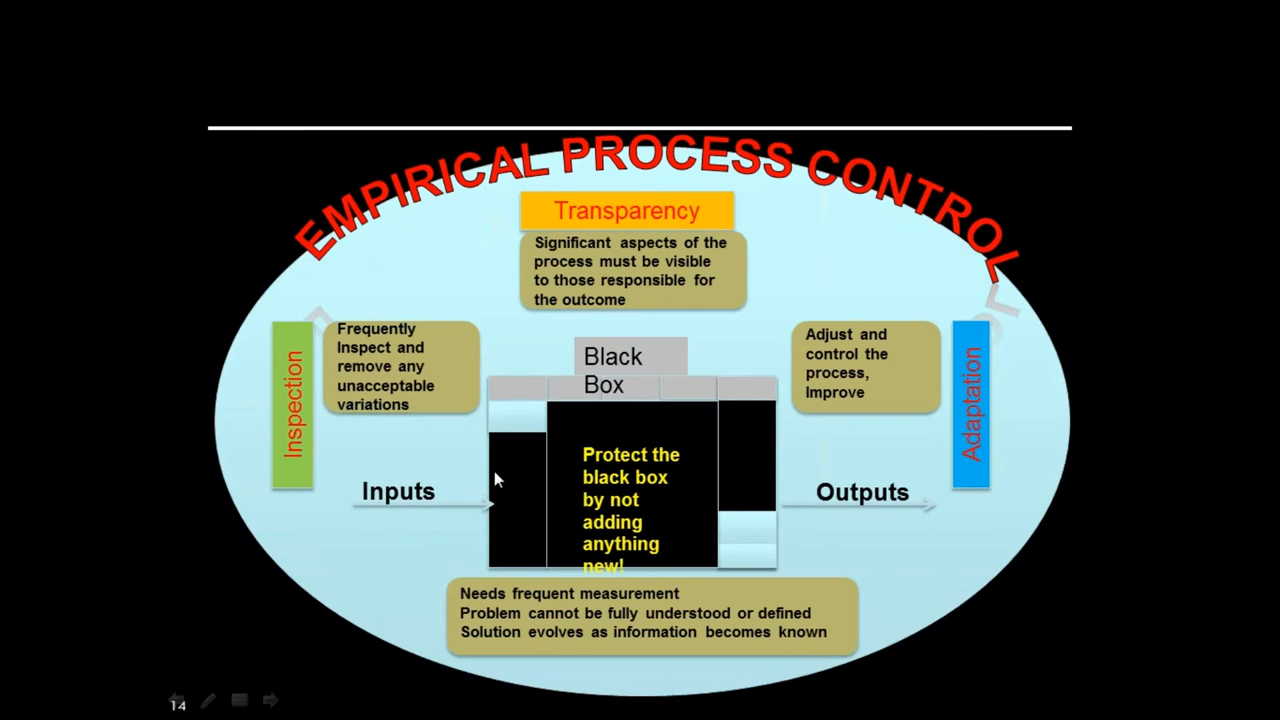 EMPIRICAL PROCESS CONTROL
Transparency
Significant aspects of the
process must be visible
to those responsible for
the outcome
Inspection
Frequently
Inspect and
remove any
unacceptable
variations
Black
Box
Adjust and
control the
process,
Improve
Adaptation
Inputs
Protect the
black box
by not
adding
anything
new!
Outputs
Needs frequent measurement
Problem cannot be fully understood or defined
Solution evolves as information becomes known
14